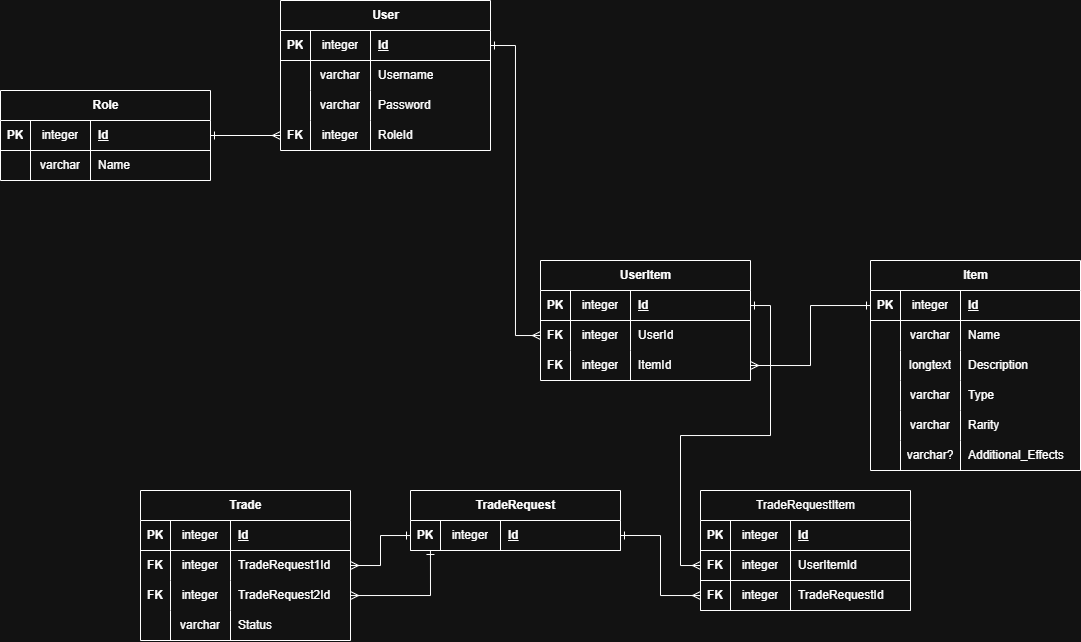 User
PK integer Id
varchar Username
varchar Password
FK integer RoleId
Role
PK integer Id
varchar Name
UserItem
PK integer Id
FK integer UserId
FK integer ItemId
Item
PK integer Id
varchar Name
longtext Description
varchar Type
varchar Rarity
varchar? Additional_Effects
Trade
PK integer Id
FK integer TradeRequest1Id
FK integer TradeRequest2Id
varchar Status
TradeRequest
PK integer Id
TradeRequestItem
PK integer Id
FK integer UserItemId
FK integer TradeRequestId